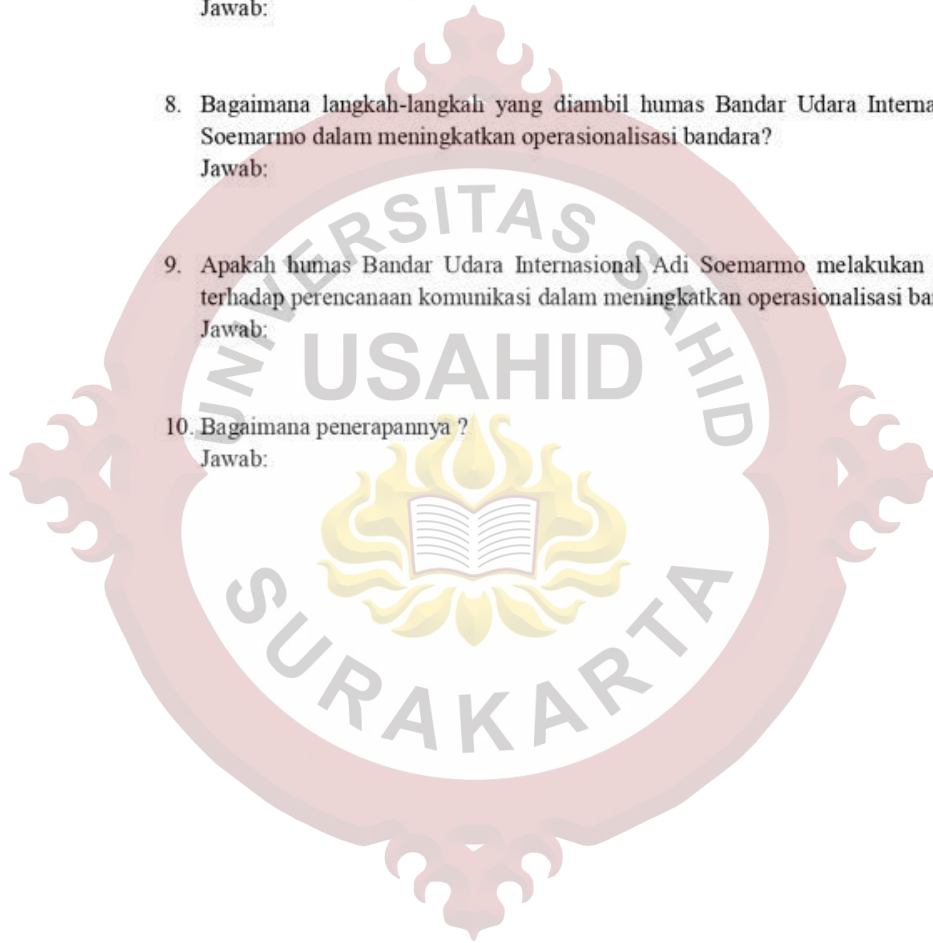 Jawab:
8. Bagaimana langkah-langkah yang diambil humas Bandar Udara Interna
Soemarmo dalam meningkatkan operasionalisasi bandara?
Jawab:
9. Apakah humas Bandar Udara Internasional Adi Soemarmo melakukan
terhadap perencanaan komunikasi dalam meningkatkan operasionalisasi ba
Jawab:
10. Bagaimana penerapannya ?
Jawab:
UNIVERSITAS SAHID
USAHID
SURAKARTA